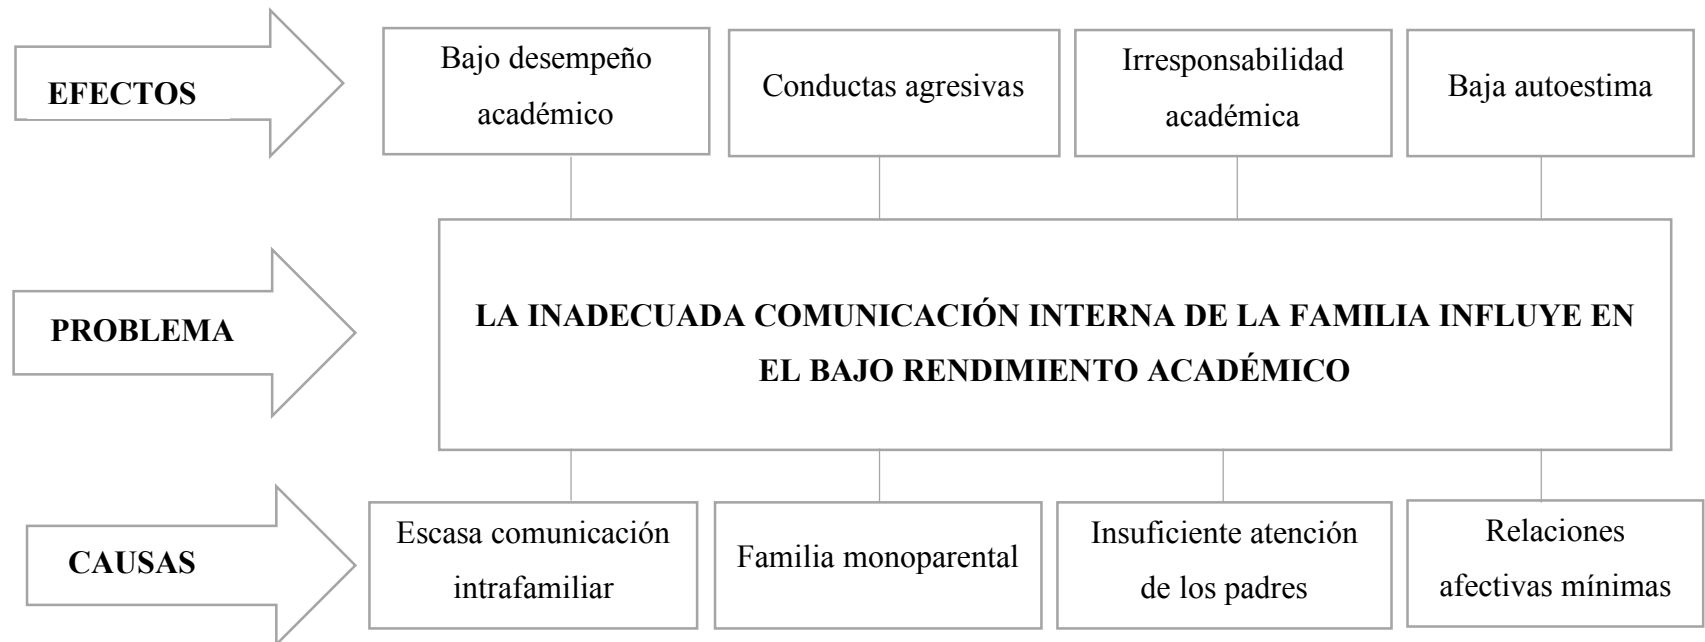 EFECTOS
Bajo desempeño
académico
Conductas agresivas
Irresponsabilidad
académica
Baja autoestima
PROBLEMA
LA INADECUADA COMUNICACIÓN INTERNA DE LA FAMILIA INFLUYE EN
EL BAJO RENDIMIENTO ACADÉMICO
CAUSAS
Escasa comunicación
intrafamiliar
Familia monoparental
Insuficiente atención
de los padres
Relaciones
afectivas mínimas